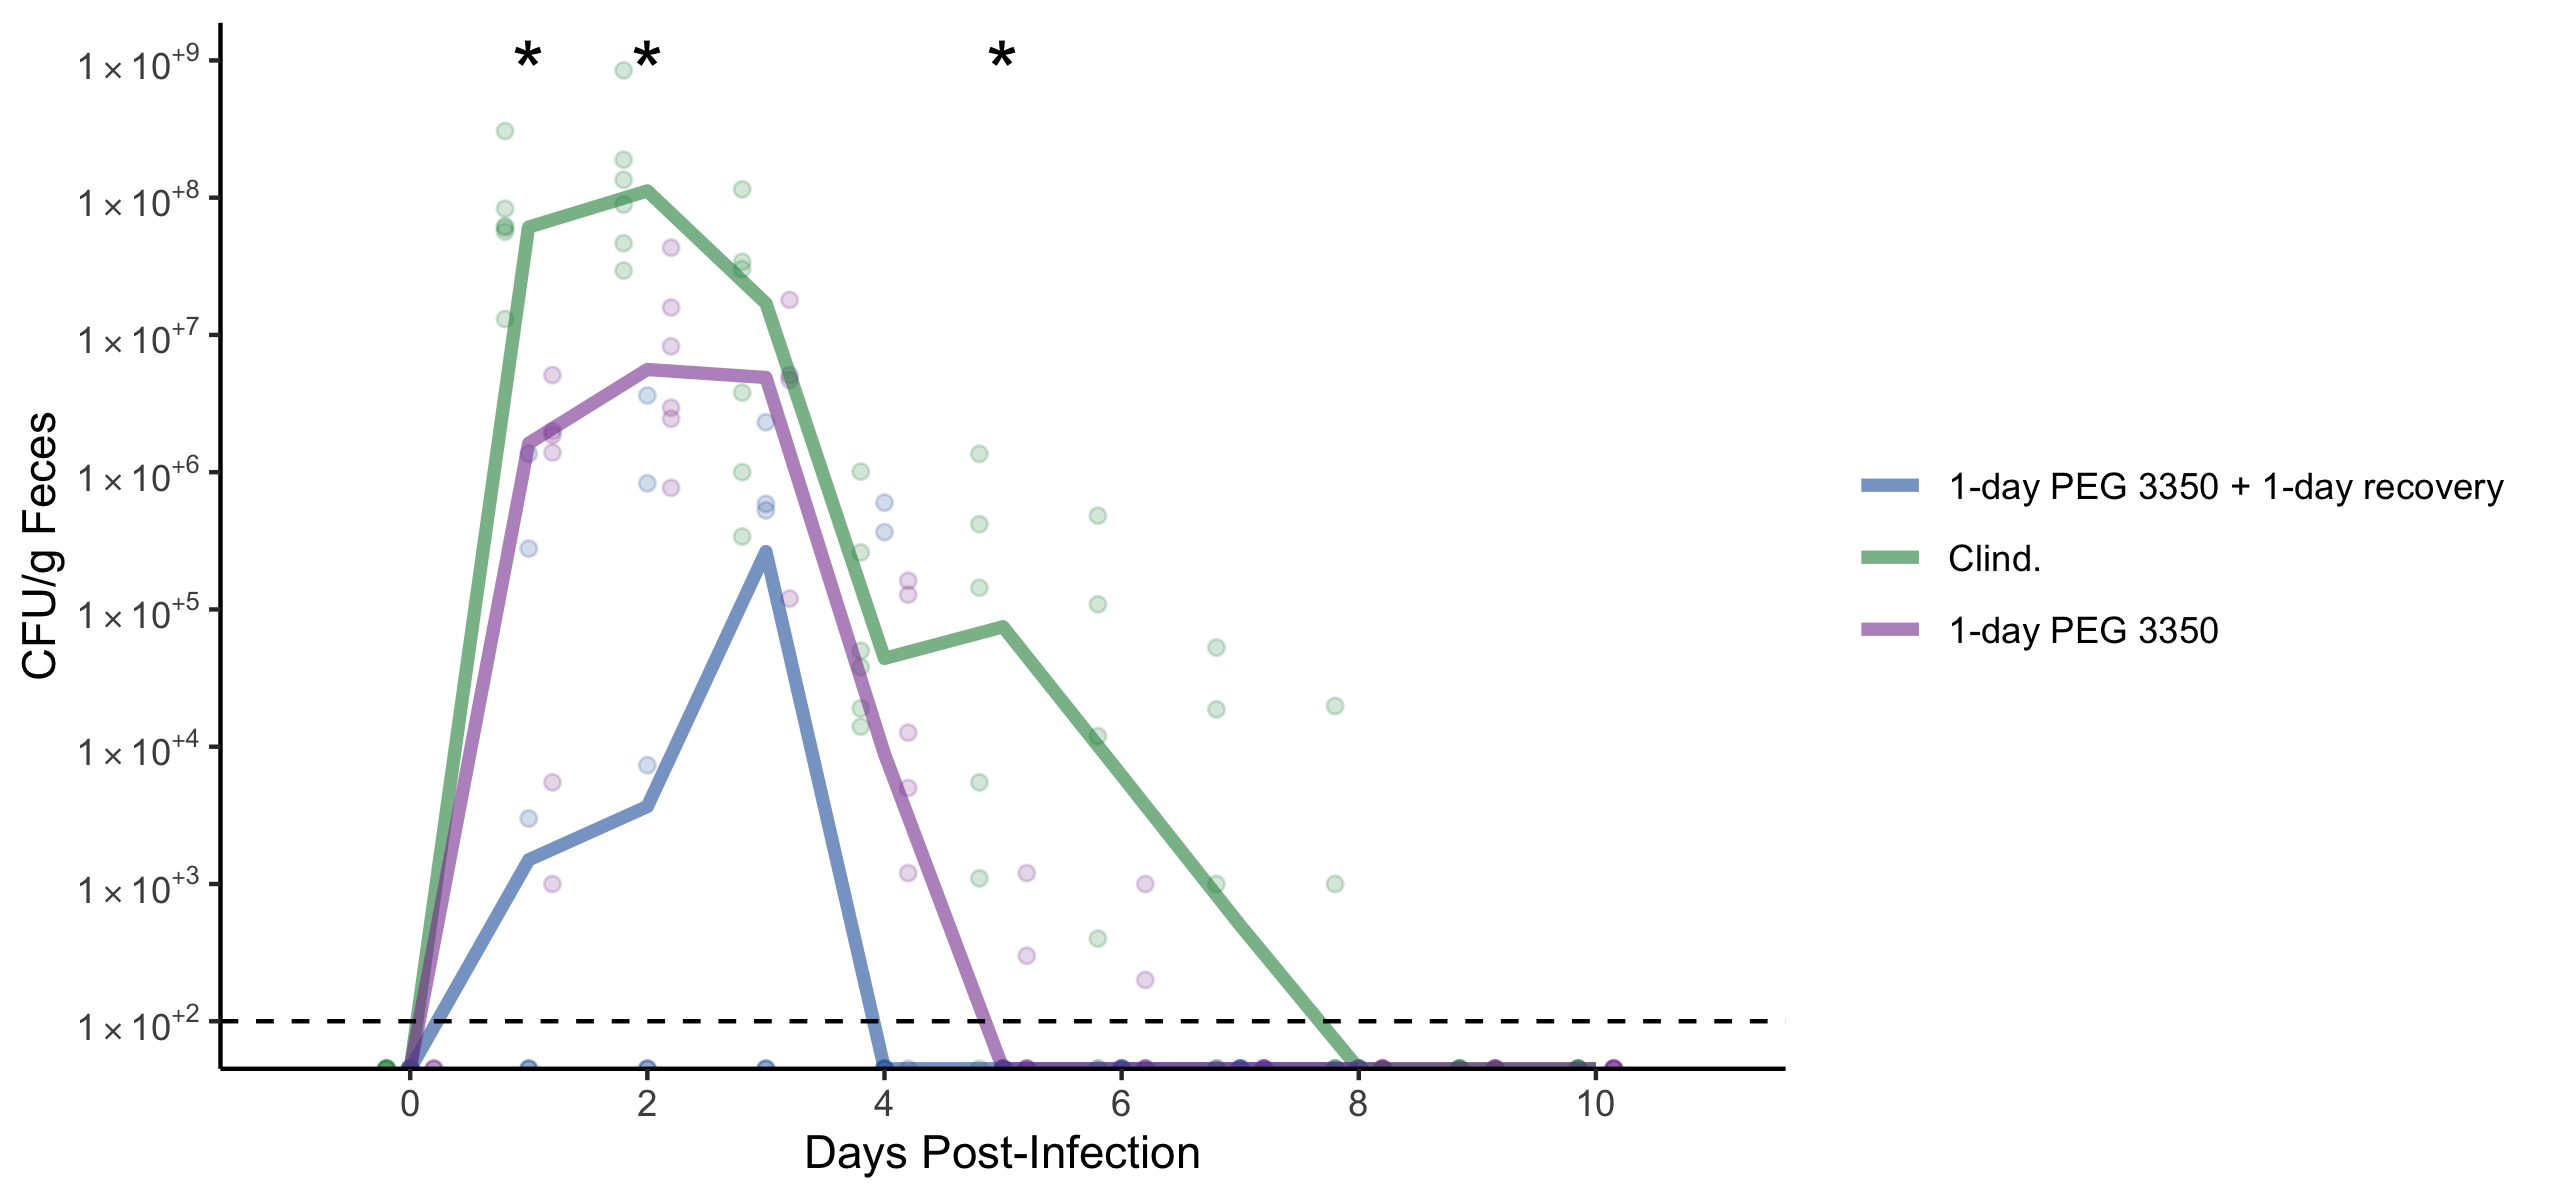 * * *
1×10⁺⁹
1×10⁺⁸
1×10⁺⁷
1×10⁺⁶
1×10⁺⁵
1×10⁺⁴
1×10⁺³
1×10⁺²
CFU/g Feces
0 2 4 6 8 10
Days Post-Infection
1-day PEG 3350 + 1-day recovery
Clind.
1-day PEG 3350